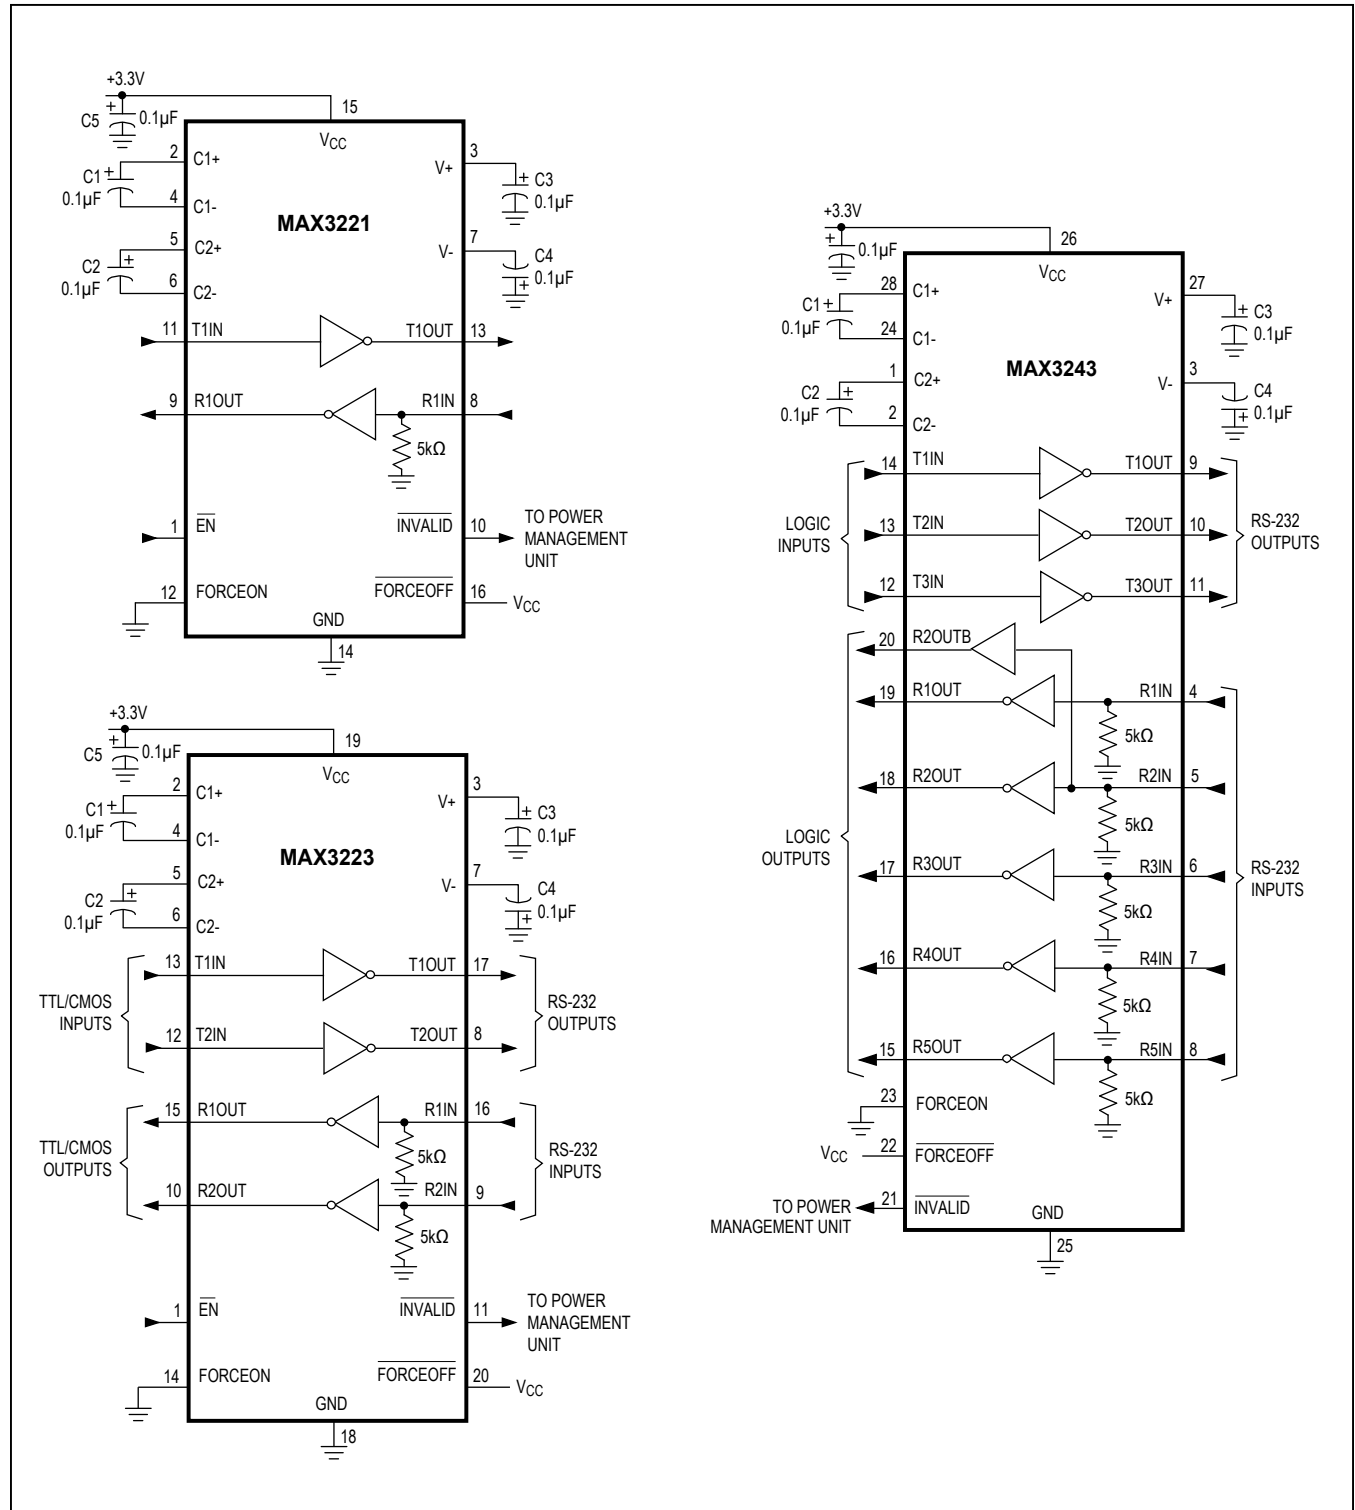 +3.3V
C5
+
0.1µF
15
VCC
2
C1+
C1
+
0.1µF
4
C1-
5
C2+
C2
+
0.1µF
6
C2-
3
V+
+
C3
0.1µF
7
V-
C4
0.1µF
+
MAX3221
11
T1IN
T1OUT
13
9
R1OUT
R1IN
8
5kΩ
1
EN
INVALID
10
TO POWER
MANAGEMENT
UNIT
12
FORCEON
FORCEOFF
16
VCC
GND
14
+3.3V
C5
+
0.1µF
19
VCC
2
C1+
C1
+
0.1µF
4
C1-
5
C2+
C2
+
0.1µF
6
C2-
3
V+
+
C3
0.1µF
7
V-
C4
0.1µF
+
MAX3223
TTL/CMOS
INPUTS
13
T1IN
T1OUT
17
12
T2IN
T2OUT
8
RS-232
OUTPUTS
TTL/CMOS
OUTPUTS
15
R1OUT
R1IN
16
5kΩ
10
R2OUT
R2IN
9
5kΩ
RS-232
INPUTS
1
EN
INVALID
11
TO POWER
MANAGEMENT
UNIT
14
FORCEON
FORCEOFF
20
VCC
GND
18
+3.3V
+
0.1µF
26
VCC
28
C1+
C1
+
0.1µF
24
C1-
1
C2+
C2
+
0.1µF
2
C2-
27
V+
+
C3
0.1µF
3
V-
C4
0.1µF
+
MAX3243
LOGIC
INPUTS
14
T1IN
T1OUT
9
13
T2IN
T2OUT
10
12
T3IN
T3OUT
11
RS-232
OUTPUTS
LOGIC
OUTPUTS
20
R2OUTB
19
R1OUT
R1IN
4
5kΩ
18
R2OUT
R2IN
5
5kΩ
17
R3OUT
R3IN
6
5kΩ
16
R4OUT
R4IN
7
5kΩ
15
R5OUT
R5IN
8
5kΩ
RS-232
INPUTS
23
FORCEON
VCC
22
FORCEOFF
TO POWER
MANAGEMENT UNIT
21
INVALID
GND
25